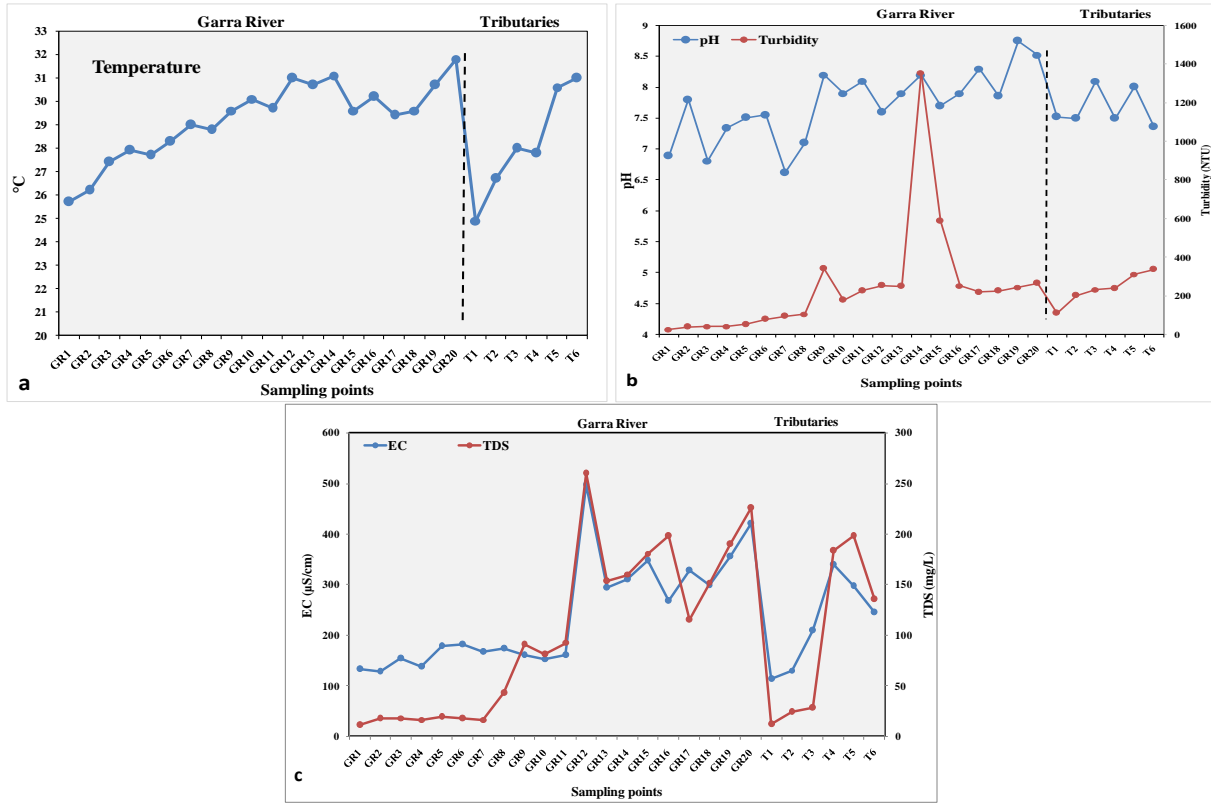 Garra River Tributaries
Temperature
°C
33
32
31
30
29
28
27
26
25
24
23
22
21
20
GR1 GR2 GR3 GR4 GR5 GR6 GR7 GR8 GR9 GR10 GR11 GR12 GR13 GR14 GR15 GR16 GR17 GR18 GR19 GR20 T1 T2 T3 T4 T5 T6
Sampling points
a
Garra River Tributaries
pH Turbidity
pH
9
8.5
8
7.5
7
6.5
6
5.5
5
4.5
4
Turbidity (NTU)
1600
1400
1200
1000
800
600
400
200
0
GR1 GR2 GR3 GR4 GR5 GR6 GR7 GR8 GR9 GR10 GR11 GR12 GR13 GR14 GR15 GR16 GR17 GR18 GR19 GR20 T1 T2 T3 T4 T5 T6
Sampling points
b
Garra River Tributaries
EC TDS
EC (µS/cm)
600
500
400
300
200
100
0
TDS (mg/L)
300
250
200
150
100
50
0
GR1 GR2 GR3 GR4 GR5 GR6 GR7 GR8 GR9 GR10 GR11 GR12 GR13 GR14 GR15 GR16 GR17 GR18 GR19 GR20 T1 T2 T3 T4 T5 T6
Sampling points
c